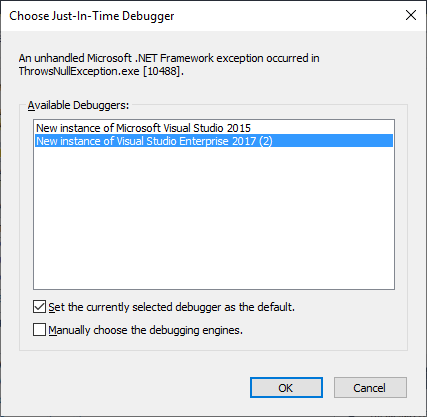 Choose Just-In-Time Debugger
An unhandled Microsoft .NET Framework exception occurred in
ThrowsNullException.exe [10488].
Available Debuggers:
New instance of Microsoft Visual Studio 2015
New instance of Visual Studio Enterprise 2017 (2)
Set the currently selected debugger as the default.
Manually choose the debugging engines.
OK Cancel